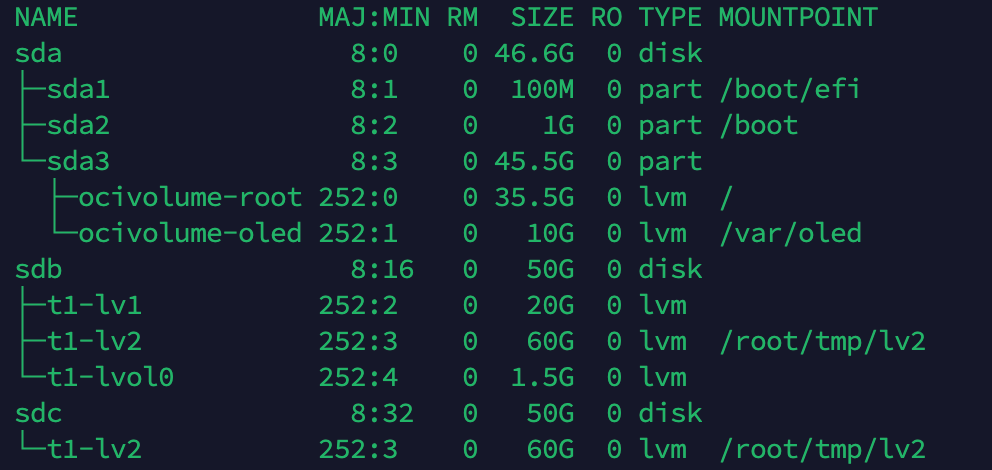 NAME               MAJ:MIN RM  SIZE RO TYPE MOUNTPOINT
sda                  8:0    0 46.6G  0 disk
├─sda1               8:1    0  100M  0 part /boot/efi
├─sda2               8:2    0    1G  0 part /boot
└─sda3               8:3    0 45.5G  0 part
  ├─ocivolume-root 252:0    0 35.5G  0 lvm  /
  └─ocivolume-oled 252:1    0   10G  0 lvm  /var/oled
sdb                  8:16   0   50G  0 disk
├─t1-lv1           252:2    0   20G  0 lvm
├─t1-lv2           252:3    0   60G  0 lvm  /root/tmp/lv2
└─t1-lvol0         252:4    0  1.5G  0 lvm
sdc                  8:32   0   50G  0 disk
└─t1-lv2           252:3    0   60G  0 lvm  /root/tmp/lv2